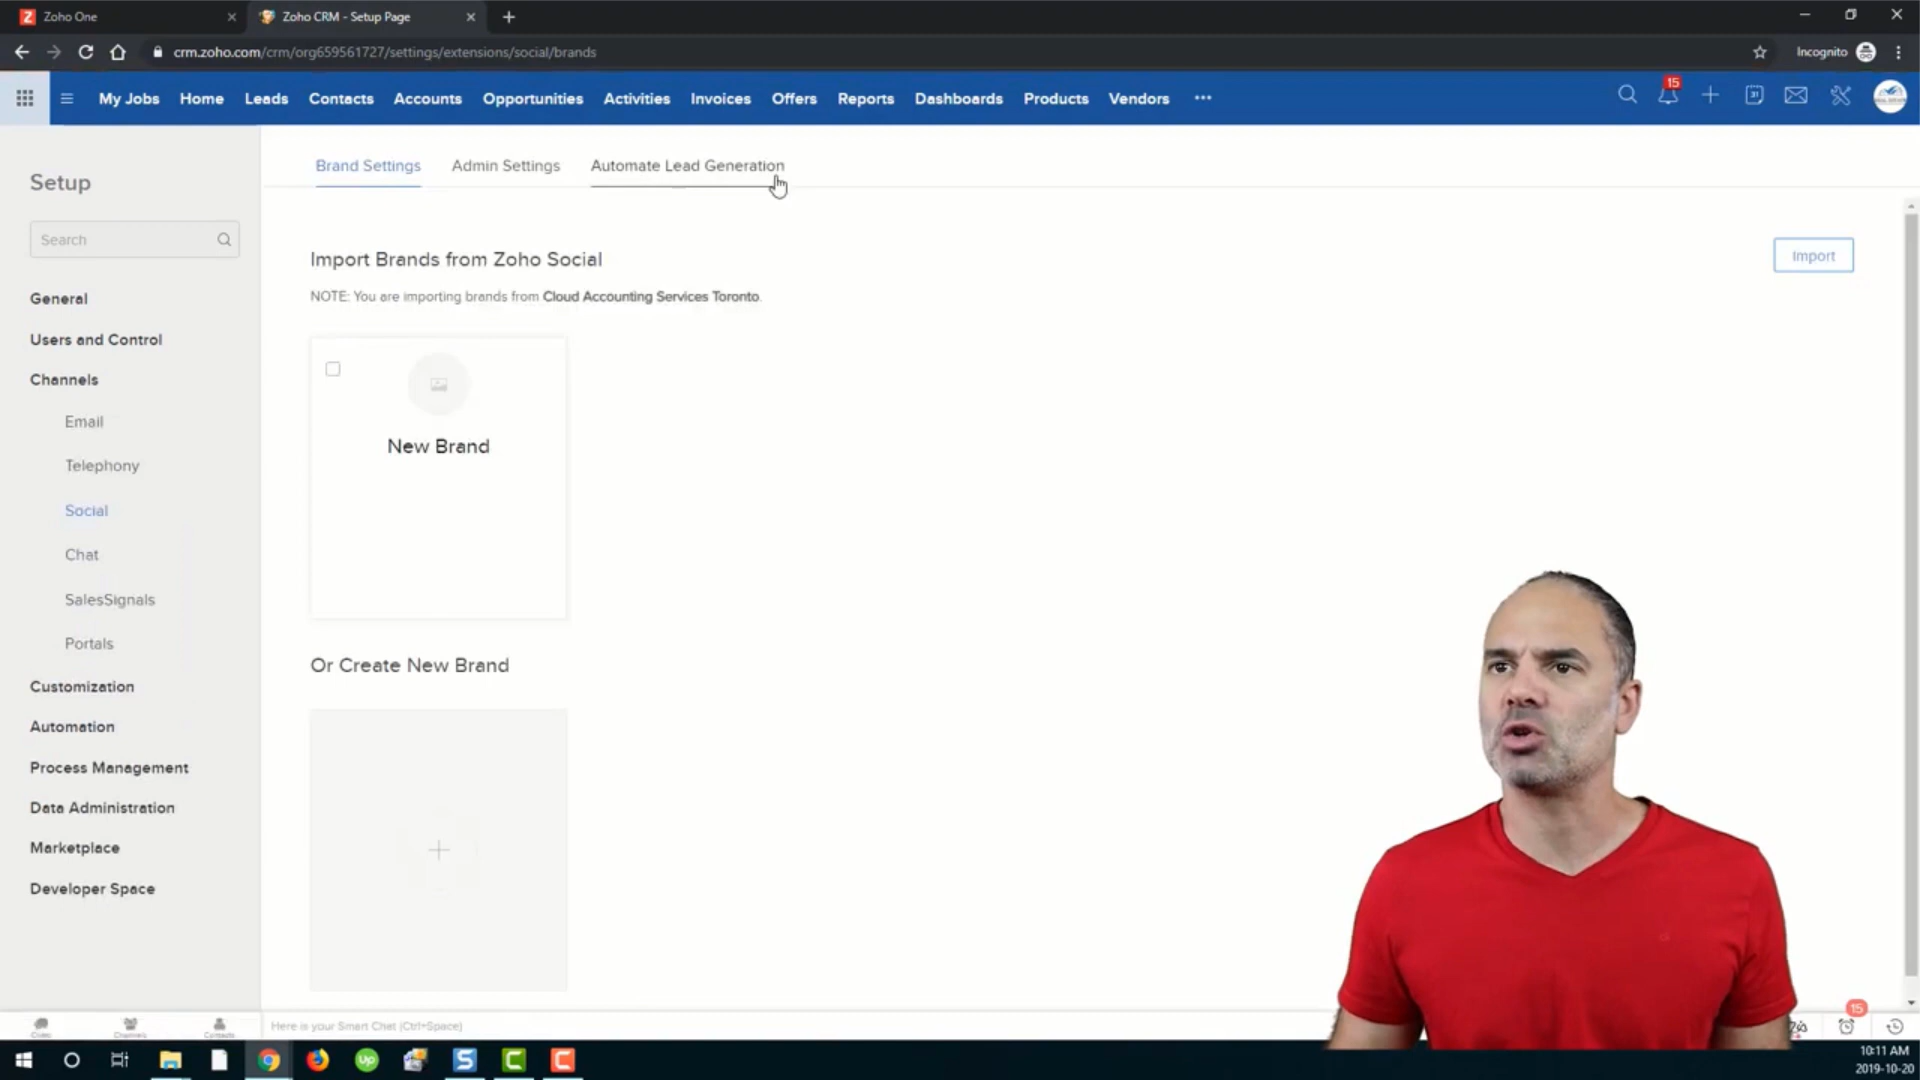 Zoho One
Zoho CRM - Setup Page
crm.zoho.com/crm/org659561727/settings/extensions/social/brands
Incognito
My Jobs Home Leads Contacts Accounts Opportunities Activities Invoices Offers Reports Dashboards Products Vendors
15
31
Setup
Brand Settings Admin Settings Automate Lead Generation
Search
General
Users and Control
Channels
Email
Telephony
Social
Chat
SalesSignals
Portals
Customization
Automation
Process Management
Data Administration
Marketplace
Developer Space
Import Brands from Zoho Social
Import
NOTE: You are importing brands from Cloud Accounting Services Toronto.
New Brand
Or Create New Brand
15
Chats
Channels
Contacts
Here is your Smart Chat (Ctrl+Space)
Up
S
C
C
10:11 AM
2019-10-20